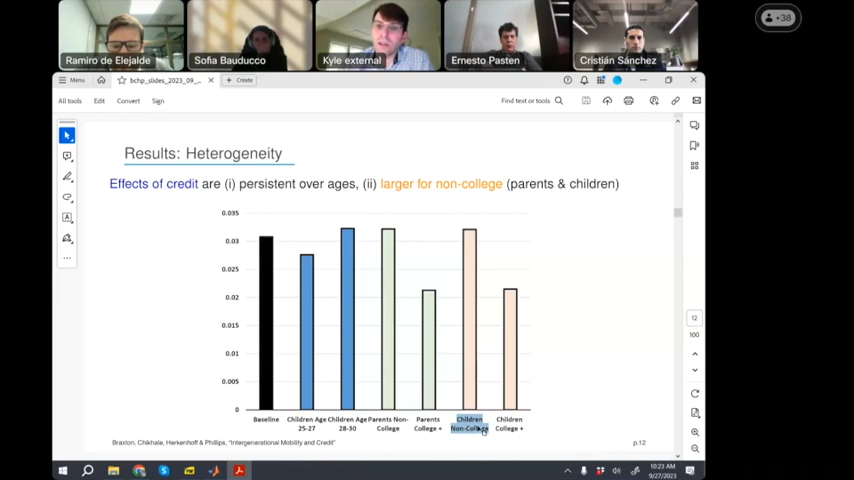 +38
Ramiro de Elejalde
Sofia Bauducco
Kyle external
Ernesto Pasten
Cristián Sánchez
Menu
bchp_slides_2023_09_...
Create
All tools
Edit
Convert
Sign
Find text or tools
Results: Heterogeneity
Effects of credit are (i) persistent over ages, (ii) larger for non-college (parents & children)
0.035
0.03
0.025
0.02
0.015
0.01
0.005
0
Baseline
Children Age
25-27
Children Age
28-30
Parents Non-
College
Parents
College +
Children
Non-College
Children
College +
Braxton, Chikhale, Herkenhoff & Phillips, "Intergenerational Mobility and Credit"
p.12
12
100
10:23 AM
9/27/2023